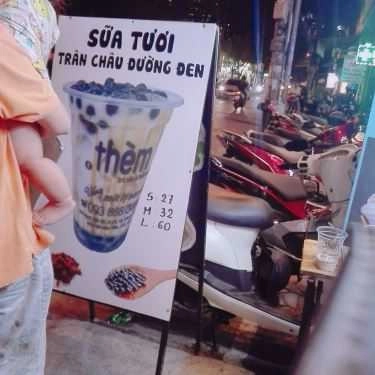 SỮA TƯƠI
TRÂN CHÂU ĐƯỜNG ĐEN
thèm
S 27
M 32
L. 60